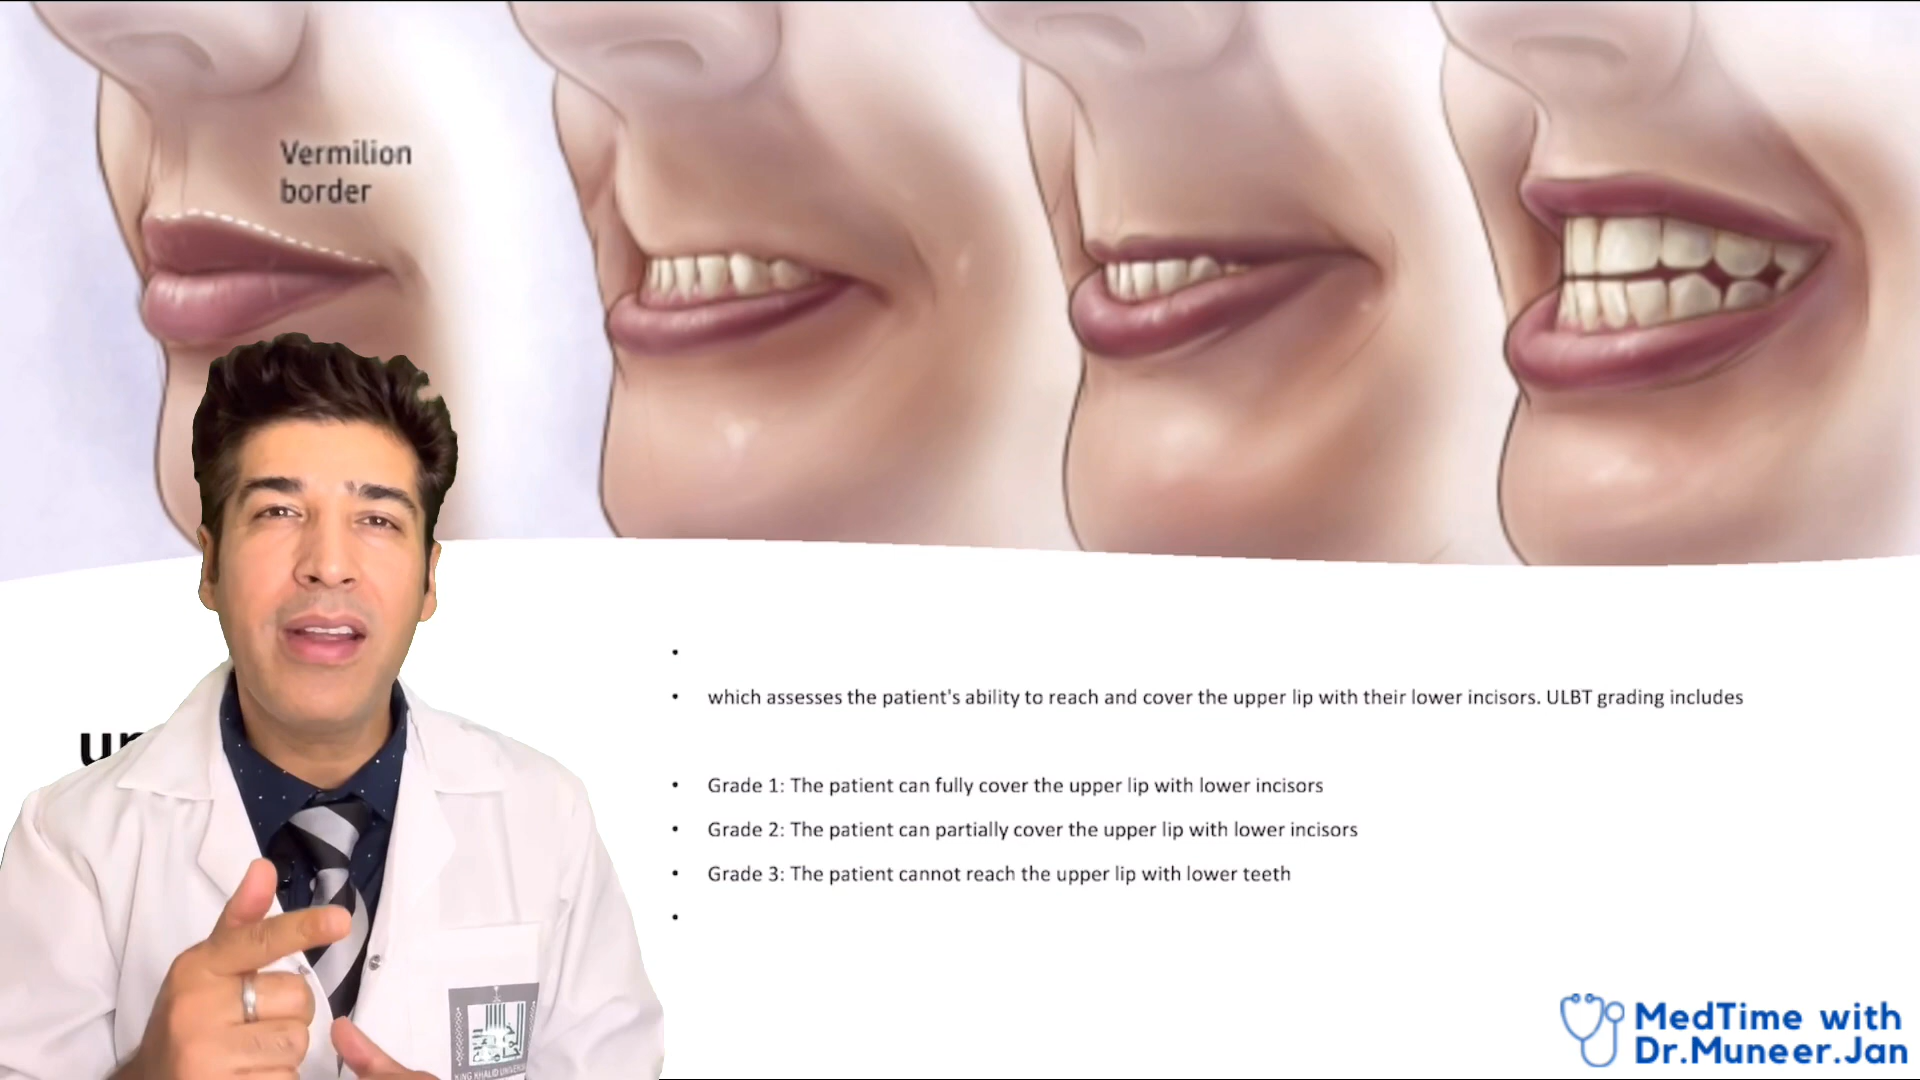 Vermilion
border
which assesses the patient's ability to reach and cover the upper lip with their lower incisors. ULBT grading includes
Grade 1: The patient can fully cover the upper lip with lower incisors
Grade 2: The patient can partially cover the upper lip with lower incisors
Grade 3: The patient cannot reach the upper lip with lower teeth
KING KHALID
MedTime with
Dr.Muneer.Jan